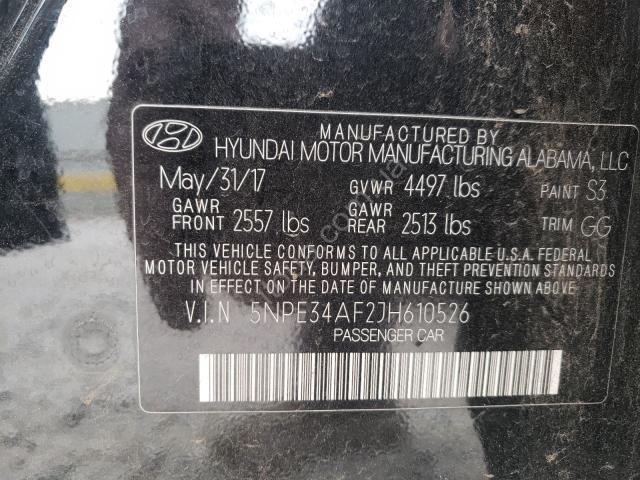 MANUFACTURED BY
HYUNDAI MOTOR MANUFACTURING ALABAMA, LLC
May/31/17 GVWR 4497 lbs PAINT S3
GAWR FRONT 2557 lbs GAWR REAR 2513 lbs TRIM GG
THIS VEHICLE CONFORMS TO ALL APPLICABLE U.S.A. FEDERAL
MOTOR VEHICLE SAFETY, BUMPER, AND THEFT PREVENTION STANDARDS
IN EFFECT ON THE DATE OF MANUFACTURE SHOWN ABOVE.
V.I.N 5NPE34AF2JH610526
PASSENGER CAR